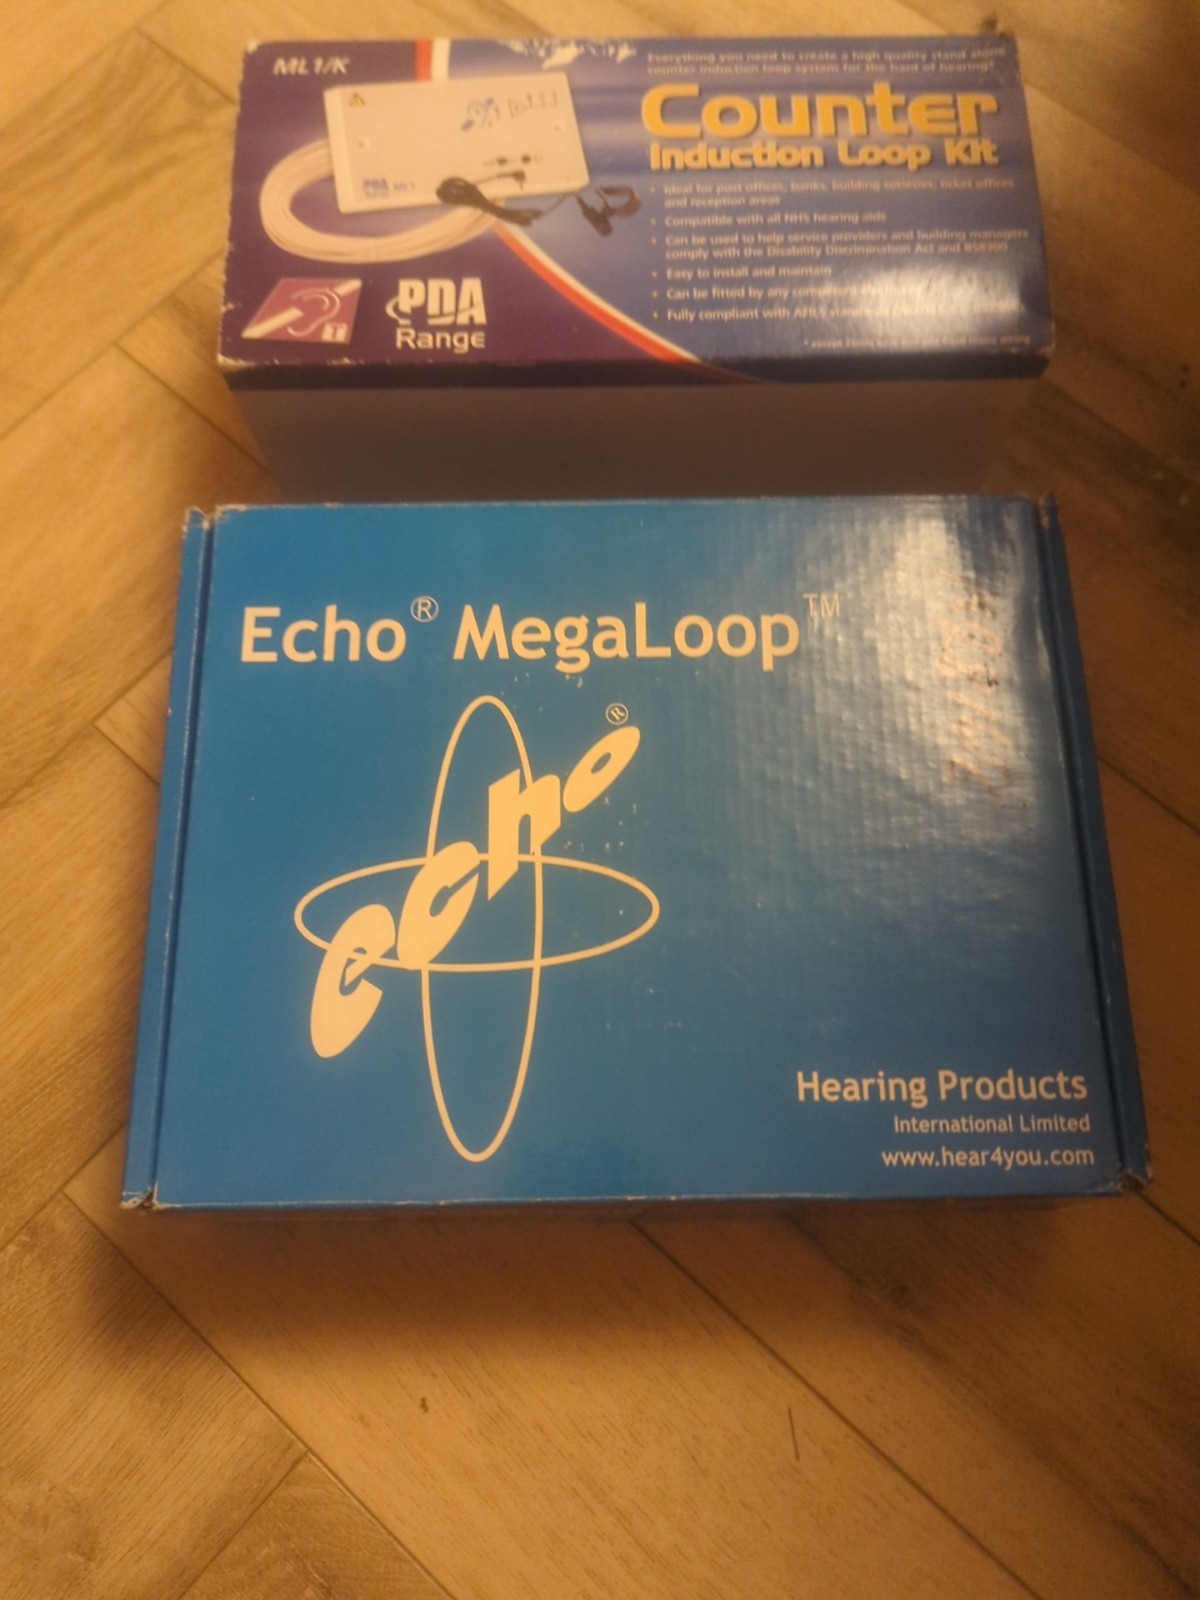 ML1/K
Everything you need to create a high quality stand alone
counter induction loop system for the hard of hearing!
Counter
Induction Loop Kit
• Ideal for post offices, banks, building societies, ticket offices
and reception areas
• Compatible with all NHS hearing aids
• Can be used to help service providers and building managers
comply with the Disability Discrimination Act and BS8300
• Easy to install and maintain
• Can be fitted by any
• Fully compliant with AFILS
PDA
ML1
T
PDA
Range
Echo® MegaLoop™
echo®
Hearing Products
International Limited
www.hear4you.com